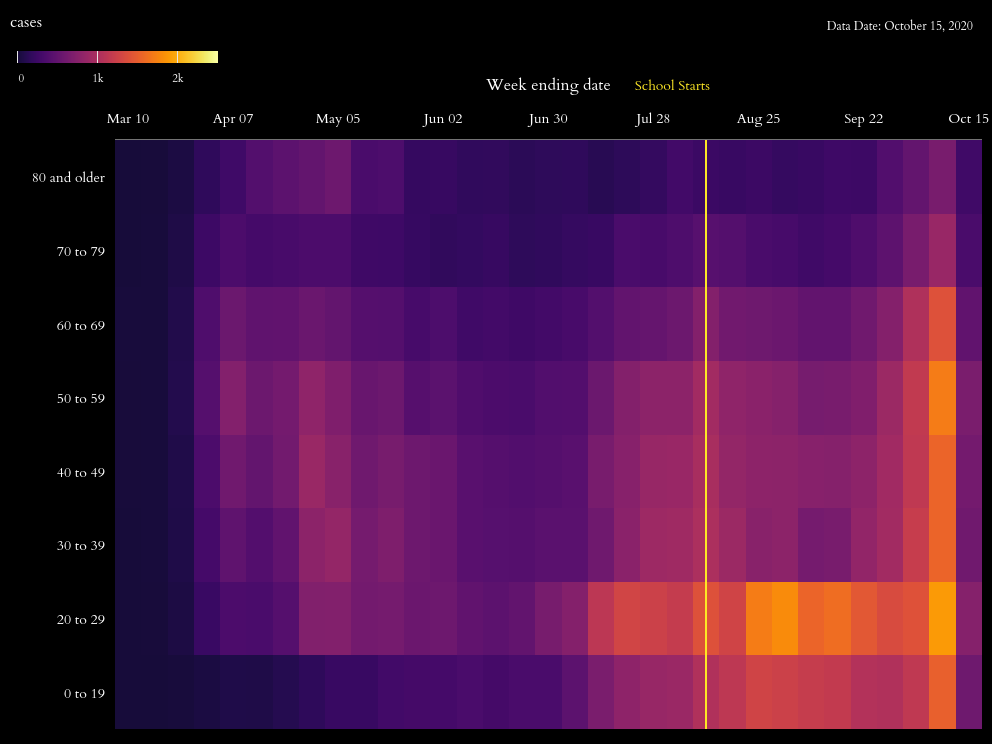 cases
Data Date: October 15, 2020
0 1k 2k
Week ending date School Starts
Mar 10 Apr 07 May 05 Jun 02 Jun 30 Jul 28 Aug 25 Sep 22 Oct 15
80 and older
70 to 79
60 to 69
50 to 59
40 to 49
30 to 39
20 to 29
0 to 19